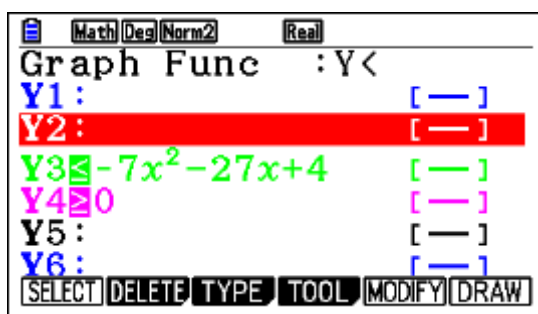 Math Deg Norm2 Real
Graph Func :Y<
Y1: [—]
Y2: [—]
Y3≤-7x²-27x+4 [—]
Y4≥0 [—]
Y5: [—]
Y6: [—]
SELECT DELETE TYPE TOOL MODIFY DRAW